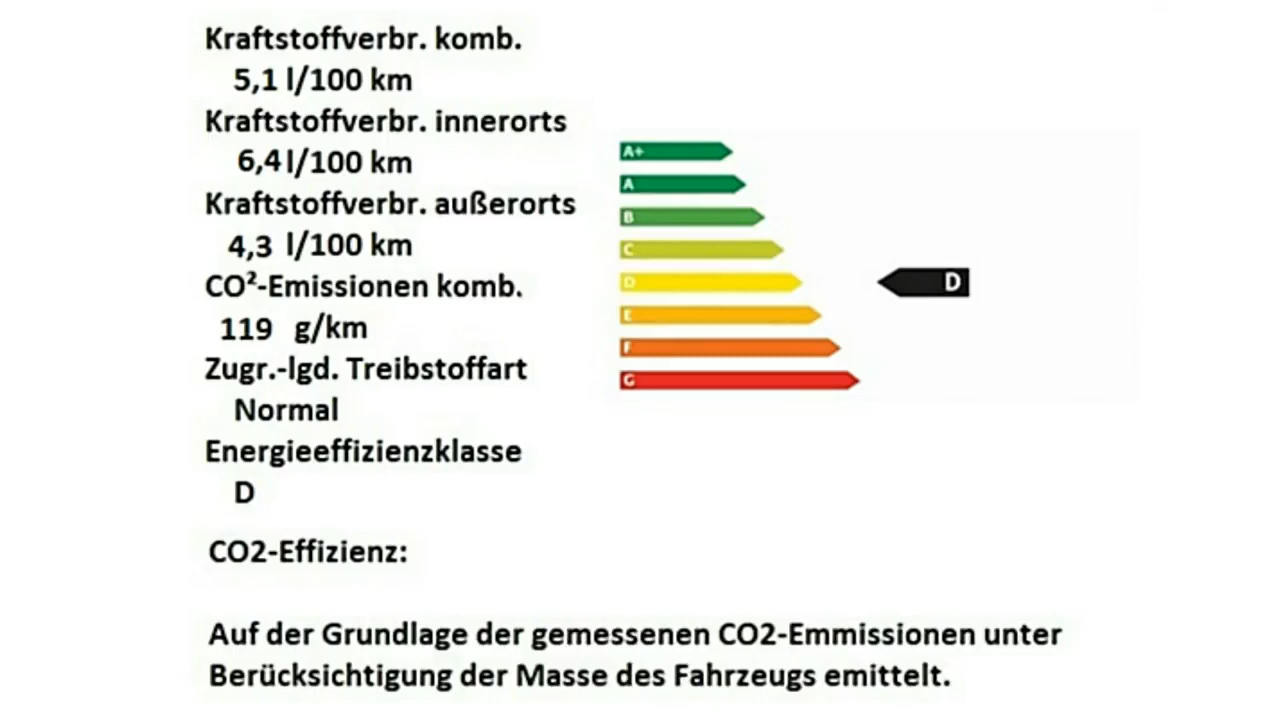 Kraftstoffverbr. komb.
5,1 l/100 km
Kraftstoffverbr. innerorts
6,4 l/100 km
Kraftstoffverbr. außerorts
4,3 l/100 km
CO²-Emissionen komb.
119 g/km
Zugr.-lgd. Treibstoffart
Normal
Energieeffizienzklasse
D
A+
A
B
C
D
E
F
G
D
CO2-Effizienz:
Auf der Grundlage der gemessenen CO2-Emmissionen unter
Berücksichtigung der Masse des Fahrzeugs emittelt.